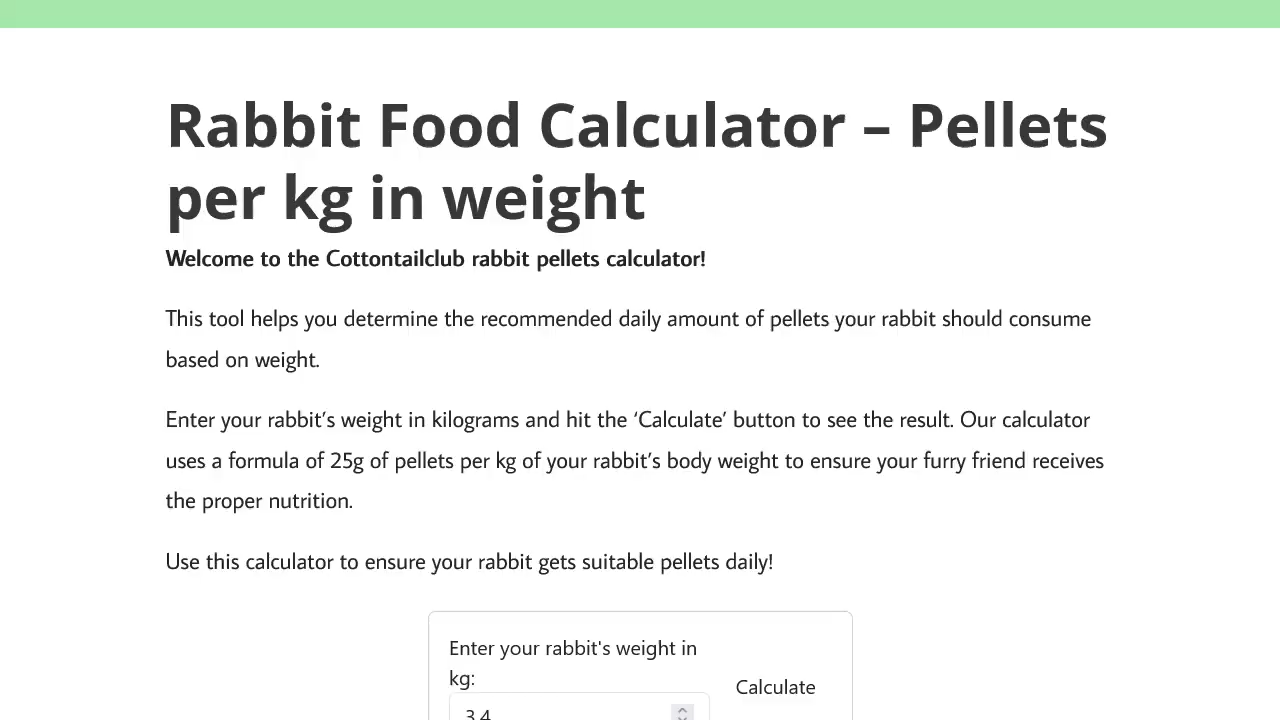 Rabbit Food Calculator – Pellets
per kg in weight
Welcome to the Cottontailclub rabbit pellets calculator!
This tool helps you determine the recommended daily amount of pellets your rabbit should consume
based on weight.
Enter your rabbit’s weight in kilograms and hit the ‘Calculate’ button to see the result. Our calculator
uses a formula of 25g of pellets per kg of your rabbit’s body weight to ensure your furry friend receives
the proper nutrition.
Use this calculator to ensure your rabbit gets suitable pellets daily!
Enter your rabbit's weight in
kg:
Calculate
3.4